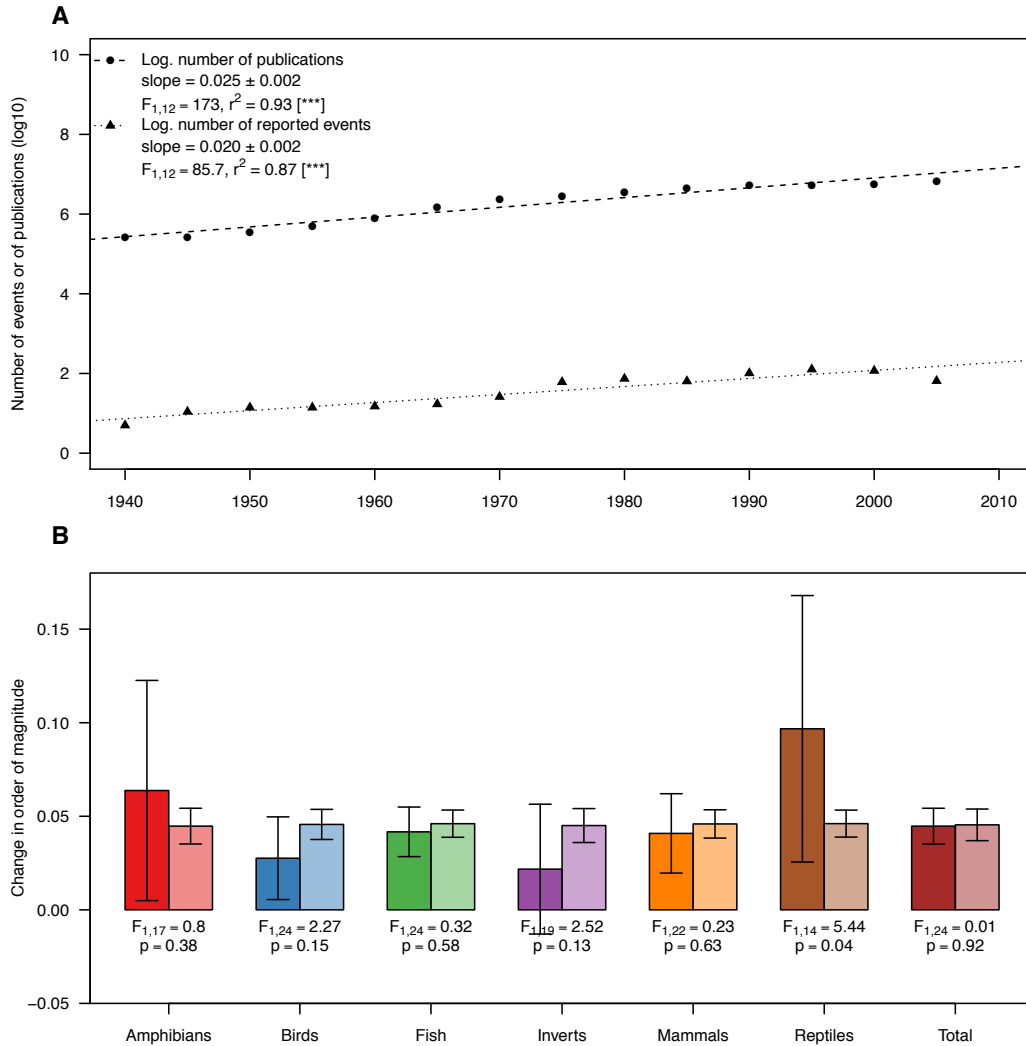 A
Number of events or of publications (log10)
10
8
6
4
2
0
Log. number of publications
slope = 0.025 ± 0.002
F1,12 = 173, r² = 0.93 [***]
Log. number of reported events
slope = 0.020 ± 0.002
F1,12 = 85.7, r² = 0.87 [***]
1940 1950 1960 1970 1980 1990 2000 2010
B
Change in order of magnitude
0.15
0.10
0.05
0.00
−0.05
F1,17 = 0.8 F1,24 = 2.27 F1,24 = 0.32 F1,19 = 2.52 F1,22 = 0.23 F1,14 = 5.44 F1,24 = 0.01
p = 0.38 p = 0.15 p = 0.58 p = 0.13 p = 0.63 p = 0.04 p = 0.92
Amphibians Birds Fish Inverts Mammals Reptiles Total